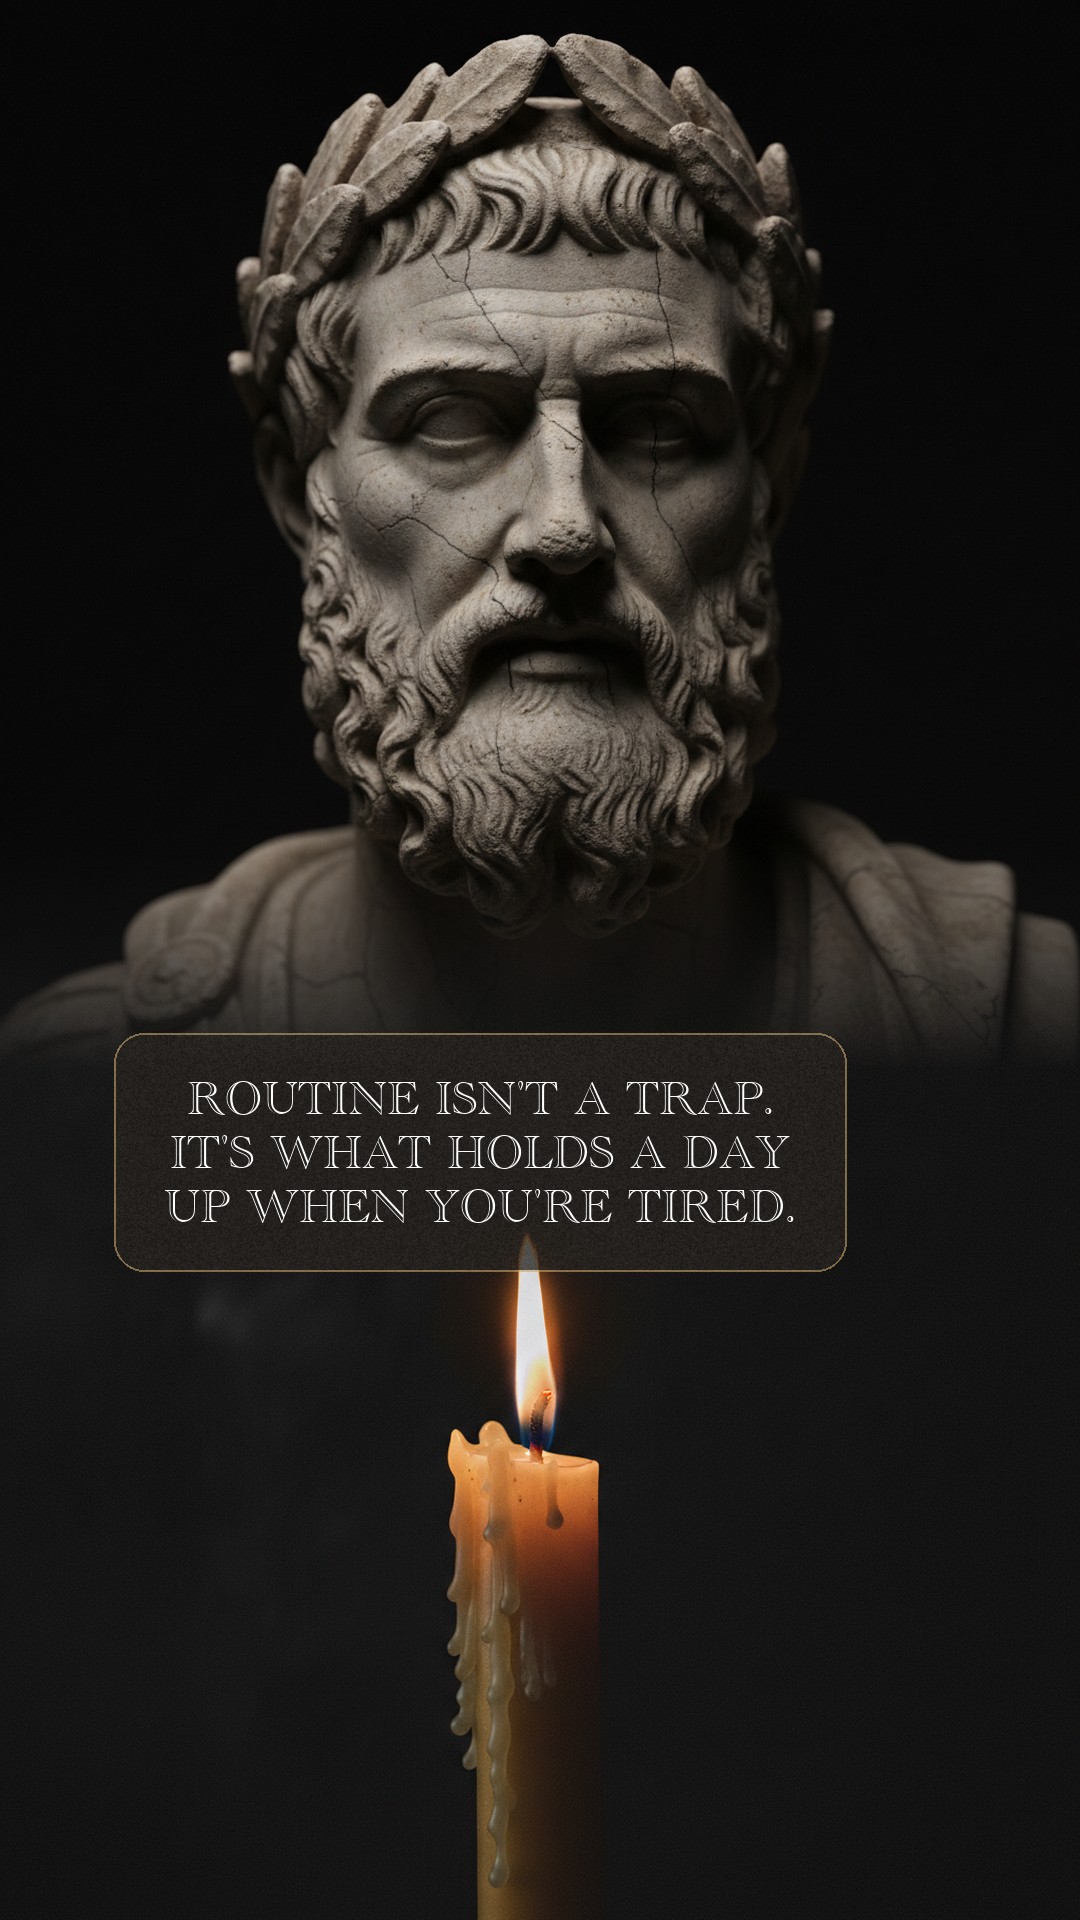 ROUTINE ISN'T A TRAP.
IT'S WHAT HOLDS A DAY
UP WHEN YOU'RE TIRED.